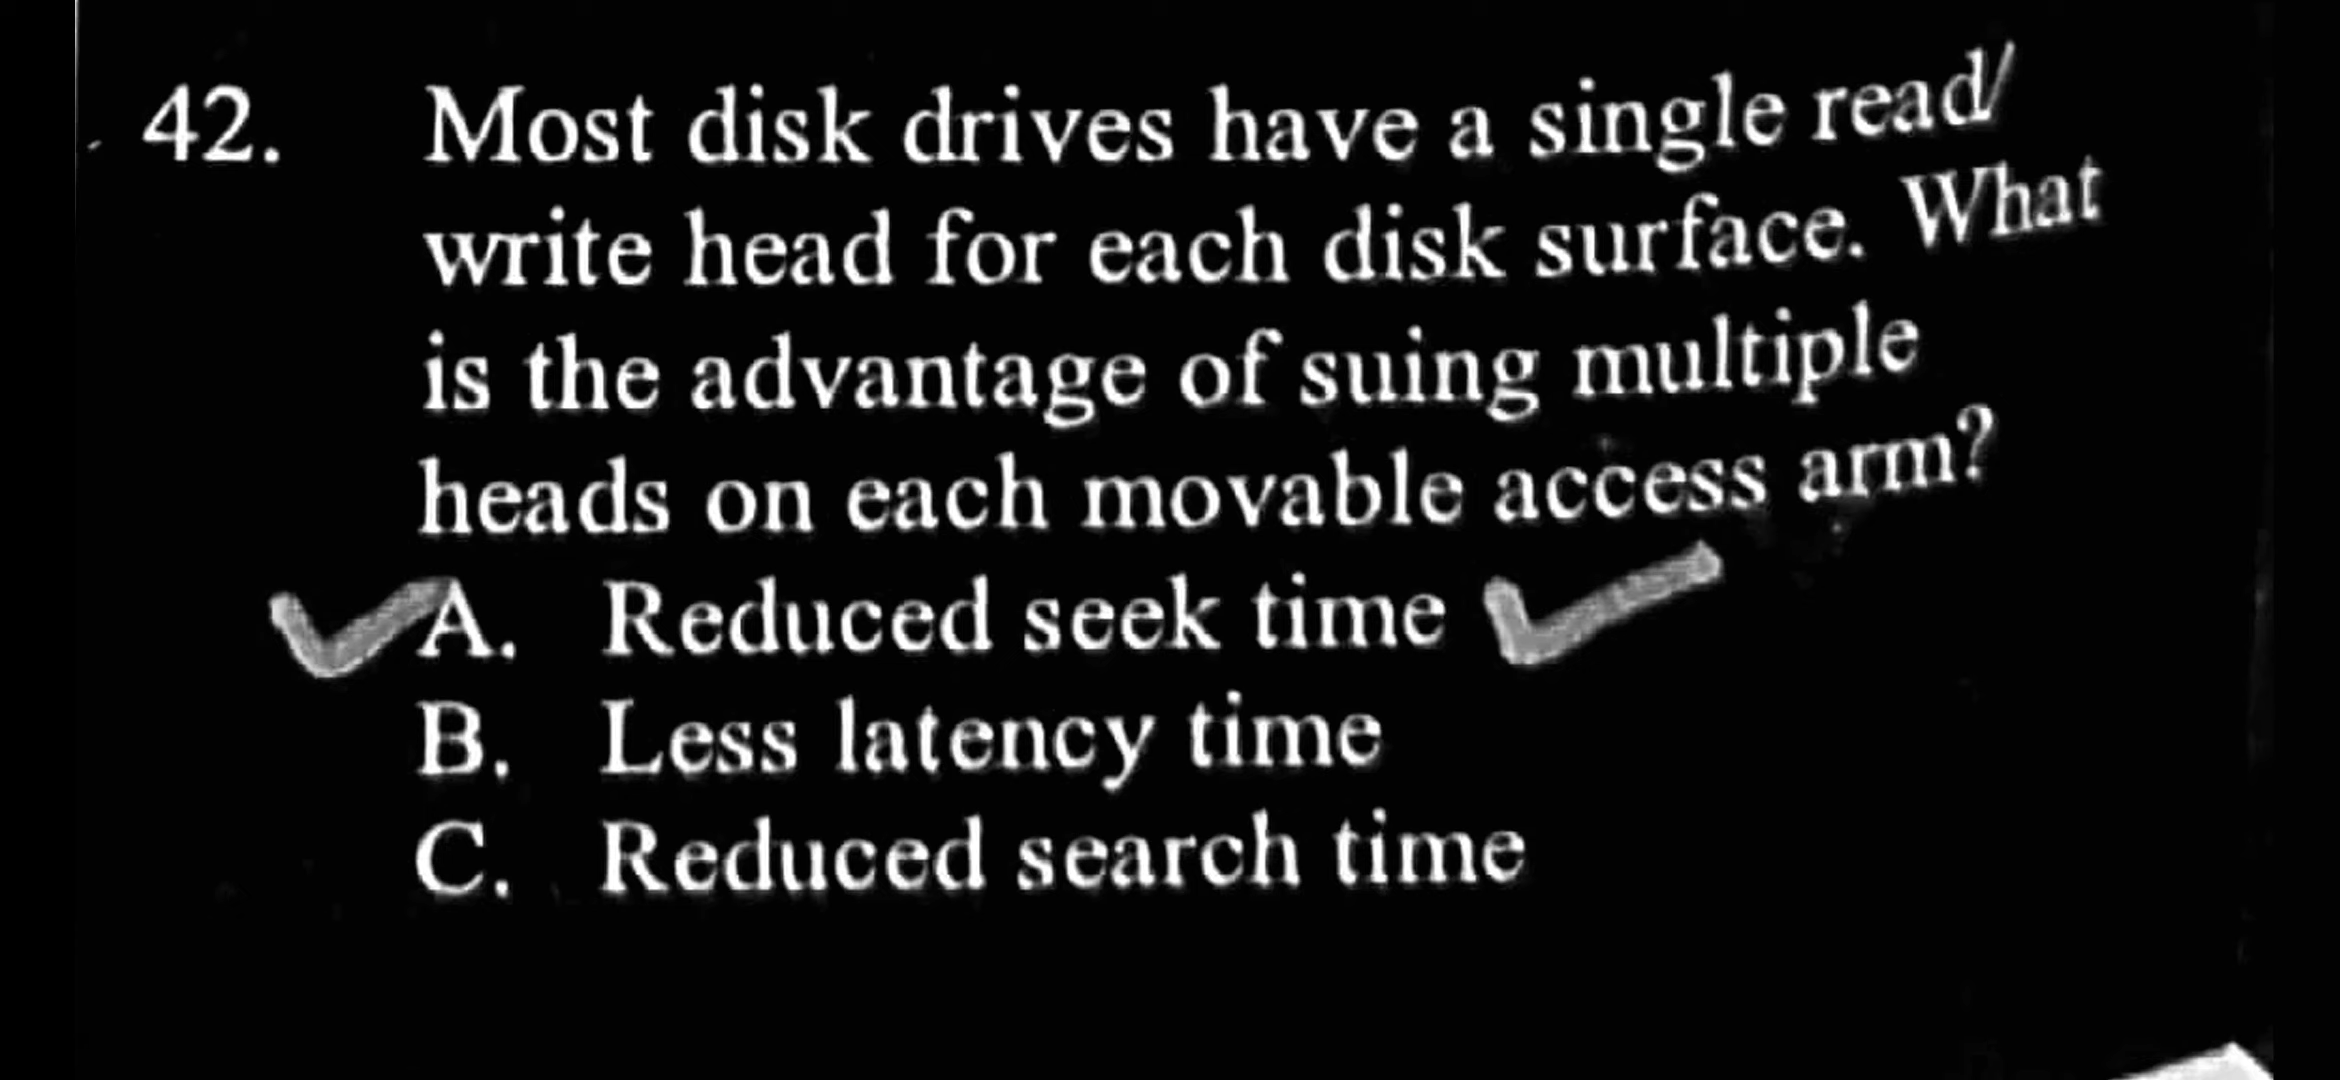 42. Most disk drives have a single read/
write head for each disk surface. What
is the advantage of suing multiple
heads on each movable access arm?
A. Reduced seek time
B. Less latency time
C. Reduced search time